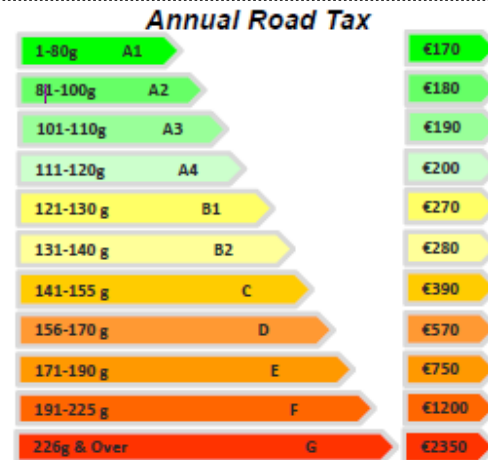 Annual Road Tax
1-80g A1 €170
81-100g A2 €180
101-110g A3 €190
111-120g A4 €200
121-130 g B1 €270
131-140 g B2 €280
141-155 g C €390
156-170 g D €570
171-190 g E €750
191-225 g F €1200
226g & Over G €2350